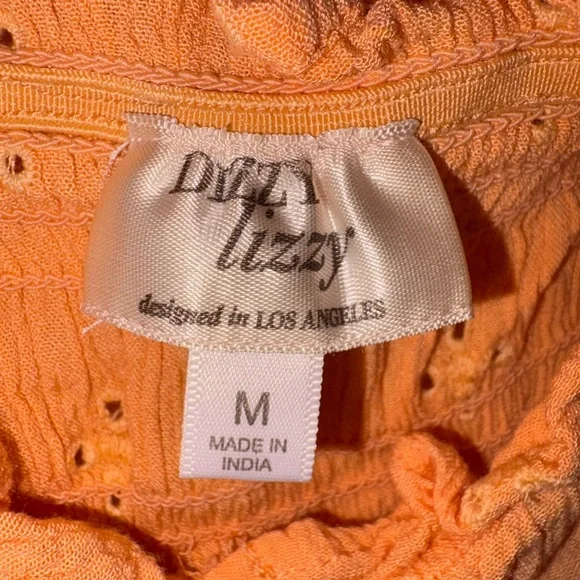 DIZZY
lizzy
designed in LOS ANGELES
M
MADE IN
INDIA